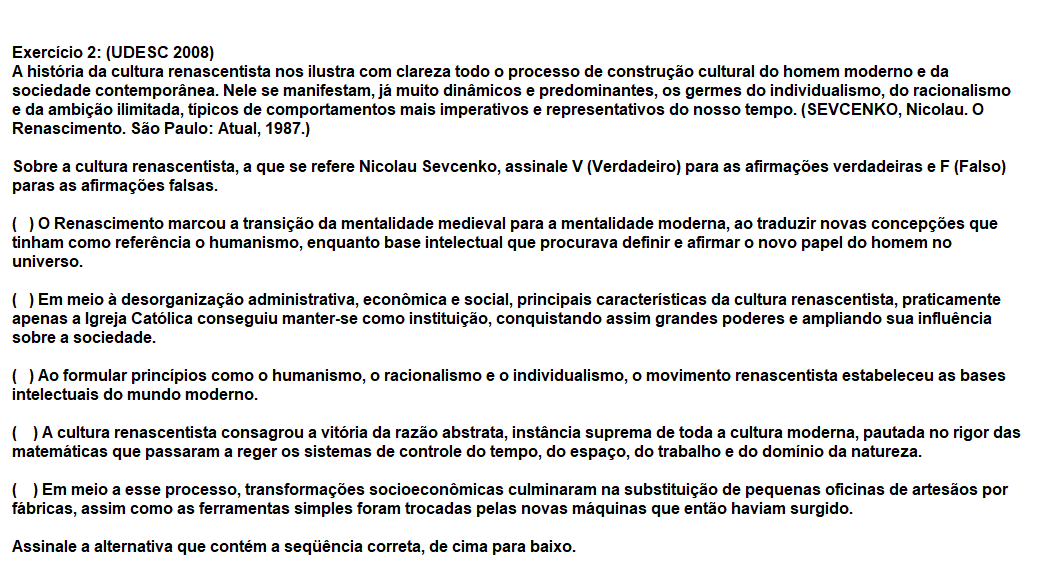 Exercício 2: (UDESC 2008)
A história da cultura renascentista nos ilustra com clareza todo o processo de construção cultural do homem moderno e da
sociedade contemporânea. Nele se manifestam, já muito dinâmicos e predominantes, os germes do individualismo, do racionalismo
e da ambição ilimitada, típicos de comportamentos mais imperativos e representativos do nosso tempo. (SEVCENKO, Nicolau. O
Renascimento. São Paulo: Atual, 1987.)
Sobre a cultura renascentista, a que se refere Nicolau Sevcenko, assinale V (Verdadeiro) para as afirmações verdadeiras e F (Falso)
paras as afirmações falsas.
( ) O Renascimento marcou a transição da mentalidade medieval para a mentalidade moderna, ao traduzir novas concepções que
tinham como referência o humanismo, enquanto base intelectual que procurava definir e afirmar o novo papel do homem no
universo.
( ) Em meio à desorganização administrativa, econômica e social, principais características da cultura renascentista, praticamente
apenas a Igreja Católica conseguiu manter-se como instituição, conquistando assim grandes poderes e ampliando sua influência
sobre a sociedade.
( ) Ao formular princípios como o humanismo, o racionalismo e o individualismo, o movimento renascentista estabeleceu as bases
intelectuais do mundo moderno.
( ) A cultura renascentista consagrou a vitória da razão abstrata, instância suprema de toda a cultura moderna, pautada no rigor das
matemáticas que passaram a reger os sistemas de controle do tempo, do espaço, do trabalho e do domínio da natureza.
( ) Em meio a esse processo, transformações socioeconômicas culminaram na substituição de pequenas oficinas de artesãos por
fábricas, assim como as ferramentas simples foram trocadas pelas novas máquinas que então haviam surgido.
Assinale a alternativa que contém a seqüência correta, de cima para baixo.